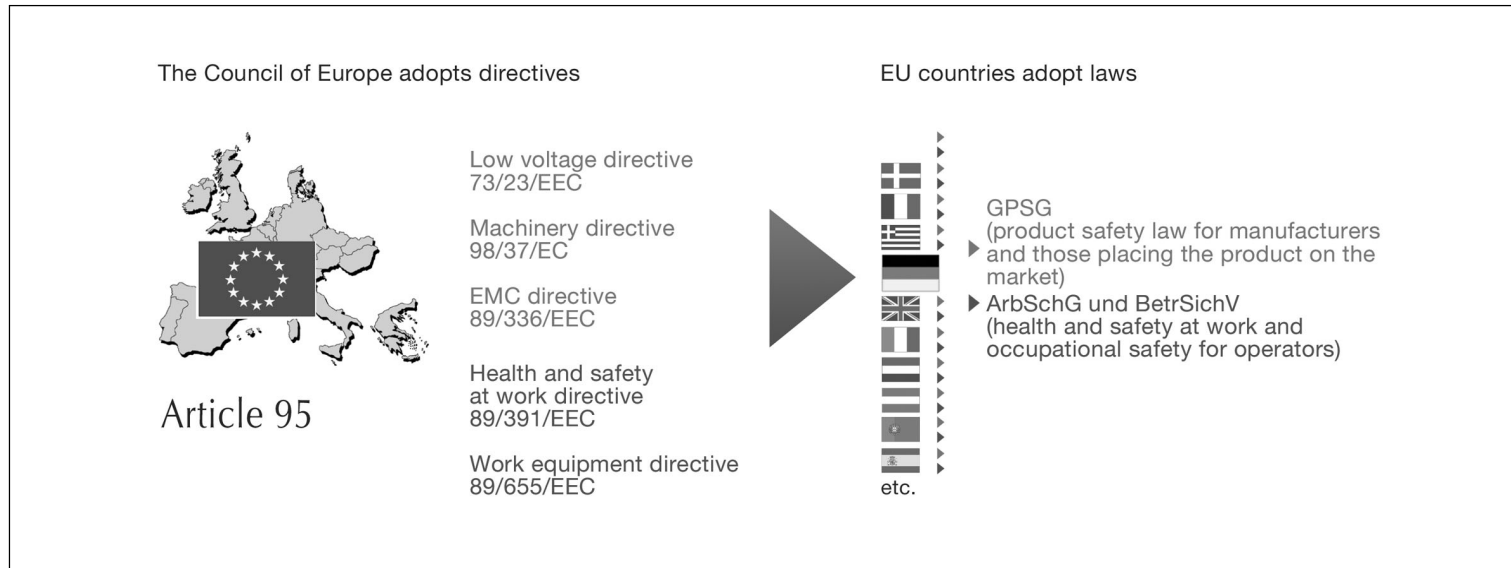 The Council of Europe adopts directives
Low voltage directive
73/23/EEC
Machinery directive
98/37/EC
EMC directive
89/336/EEC
Health and safety
at work directive
89/391/EEC
Work equipment directive
89/655/EEC
Article 95
EU countries adopt laws
GPSG
(product safety law for manufacturers
and those placing the product on the
market)
ArbSchG und BetrSichV
(health and safety at work and
occupational safety for operators)
etc.